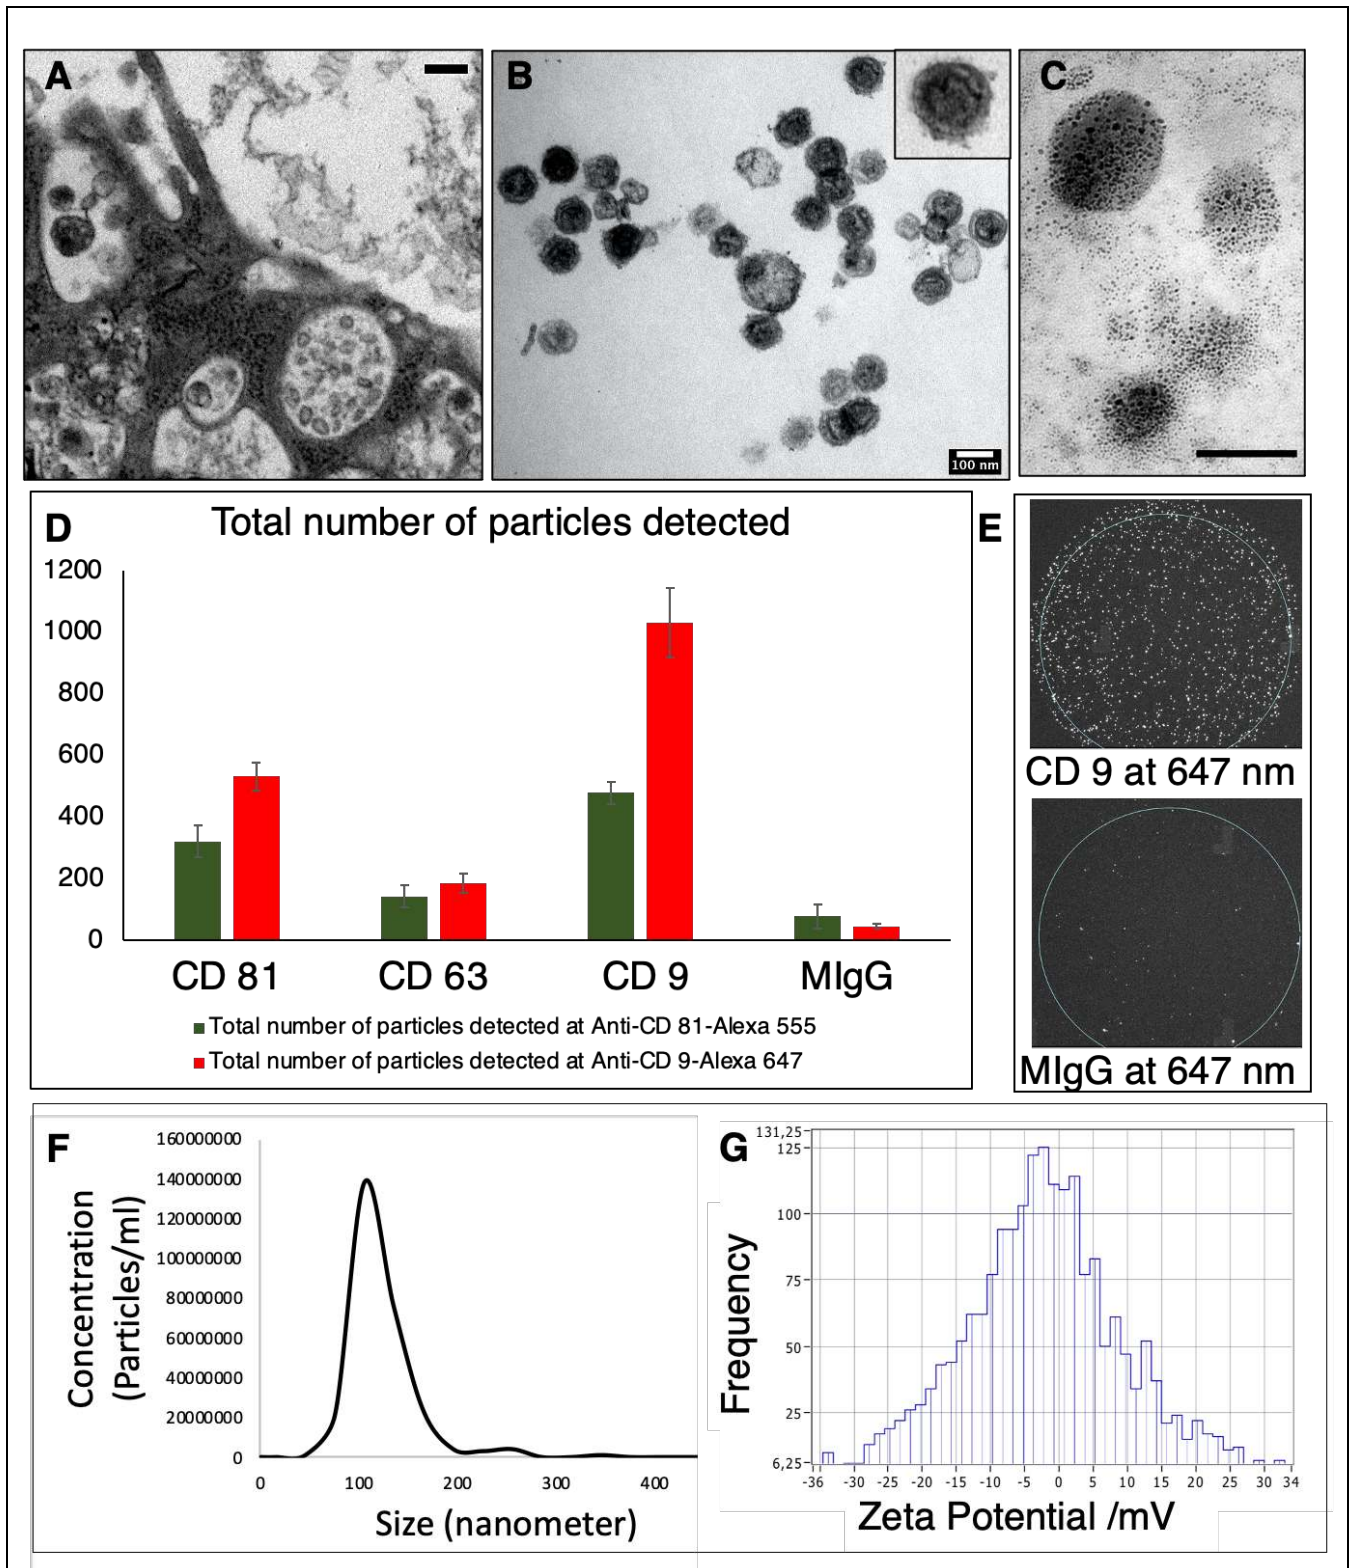 A
B
C
100 nm
D
Total number of particles detected
1200
1000
800
600
400
200
0
CD 81
CD 63
CD 9
MIgG
Total number of particles detected at Anti-CD 81-Alexa 555
Total number of particles detected at Anti-CD 9-Alexa 647
E
CD 9 at 647 nm
MIgG at 647 nm
F
Concentration
(Particles/ml)
160000000
140000000
120000000
100000000
80000000
60000000
40000000
20000000
0
0 100 200 300 400
Size (nanometer)
G
Frequency
131,25
125
100
75
50
25
6,25
-36 -30 -25 -20 -15 -10 -5 0 5 10 15 20 25 30 34
Zeta Potential /mV